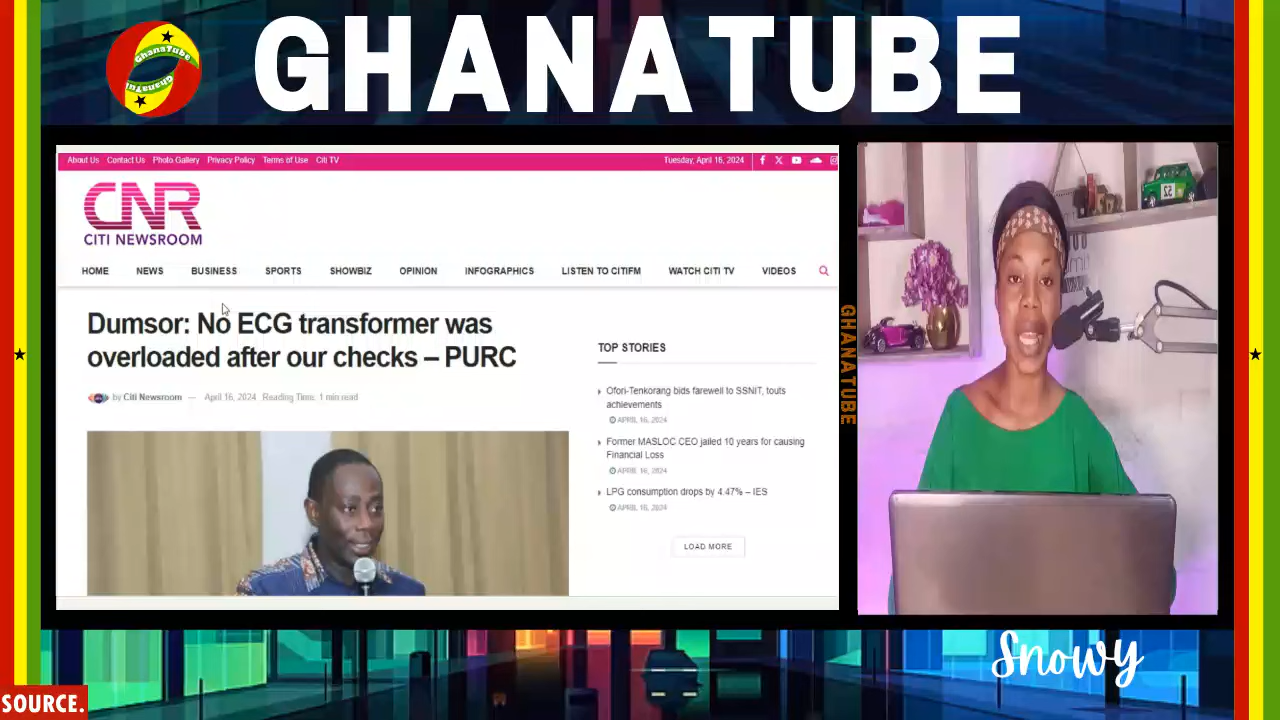 GHANATUBE
GhanaTube
GhanaTube
About Us Contact Us Photo Gallery Privacy Policy Terms of Use Citi TV
Tuesday, April 16, 2024
CNR
CITI NEWSROOM
HOME NEWS BUSINESS SPORTS SHOWBIZ OPINION INFOGRAPHICS LISTEN TO CITIFM WATCH CITI TV VIDEOS
Dumsor: No ECG transformer was
overloaded after our checks – PURC
by Citi Newsroom — April 16, 2024 Reading Time: 1 min read
TOP STORIES
Ofori-Tenkorang bids farewell to SSNIT, touts
achievements
APRIL 16, 2024
Former MASLOC CEO jailed 10 years for causing
Financial Loss
APRIL 16, 2024
LPG consumption drops by 4.47% – IES
APRIL 16, 2024
LOAD MORE
GHANATUBE
Snowy
SOURCE.